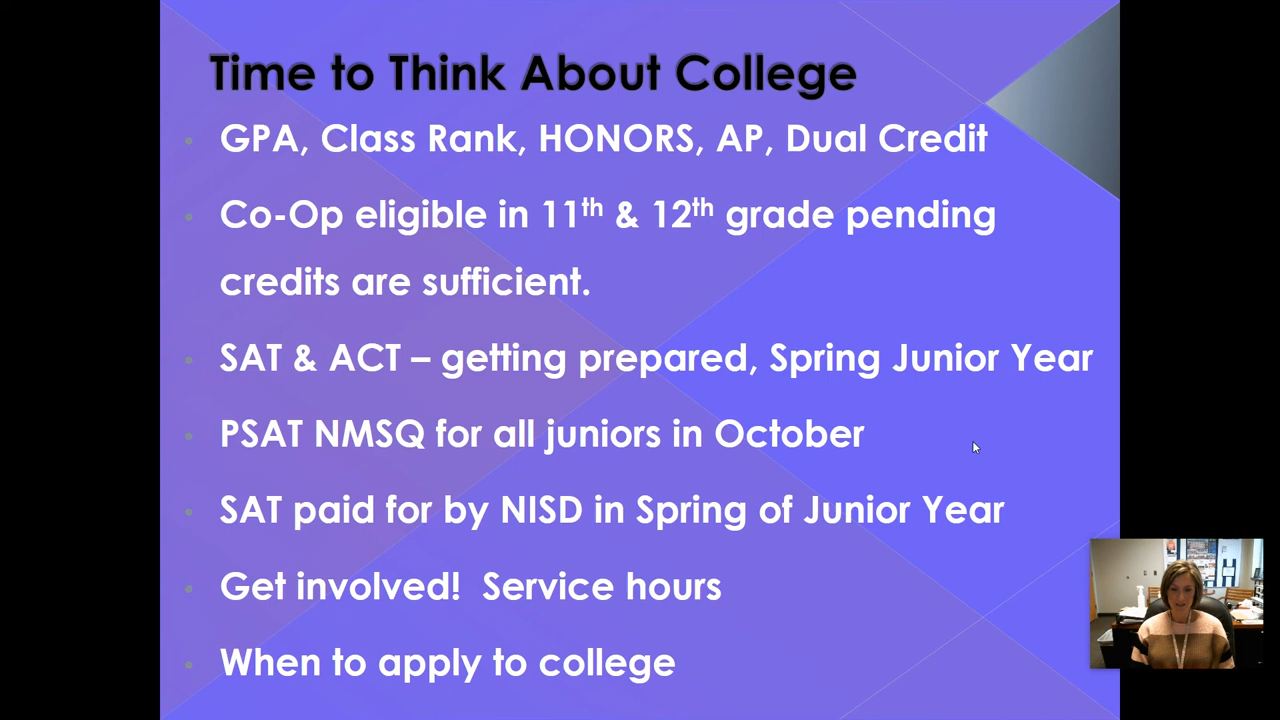 Time to Think About College
GPA, Class Rank, HONORS, AP, Dual Credit
Co-Op eligible in 11th & 12th grade pending
credits are sufficient.
SAT & ACT – getting prepared, Spring Junior Year
PSAT NMSQ for all juniors in October
SAT paid for by NISD in Spring of Junior Year
Get involved!  Service hours
When to apply to college